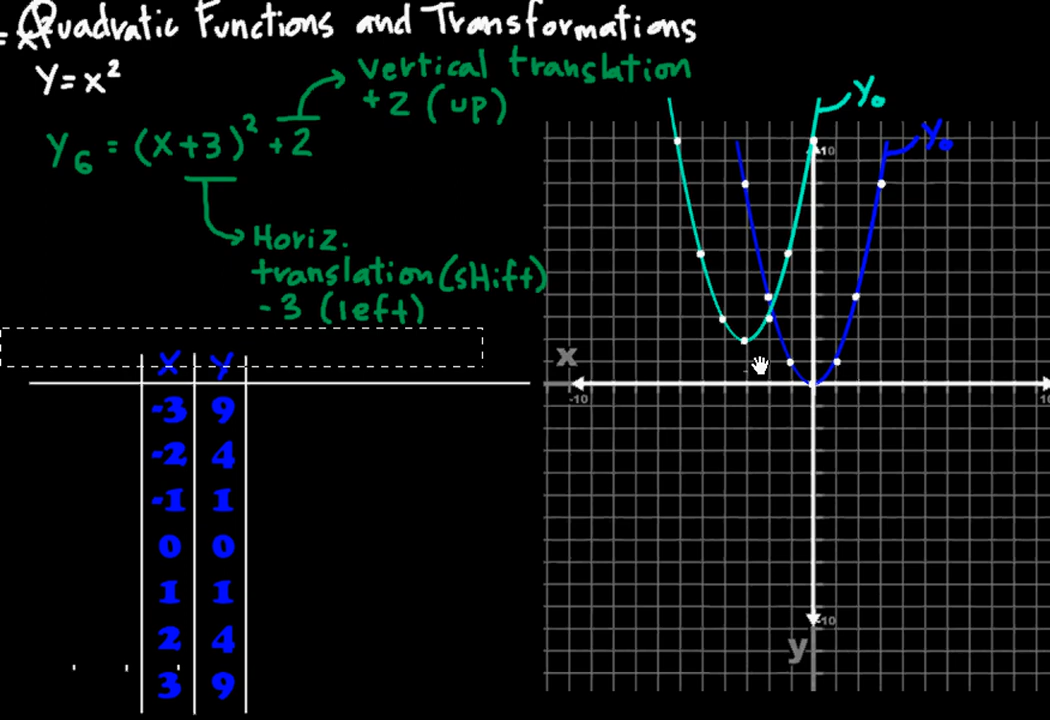 Quadratic Functions and Transformations
Y=x²
vertical translation
+2 (up)
Y₆ = (x+3)² +2
Horiz.
translation(sHift)
-3 (left)
X Y
-3 9
-2 4
-1 1
0 0
1 1
2 4
3 9
Y₀
Y₀
10
x
-10
10
-10
y